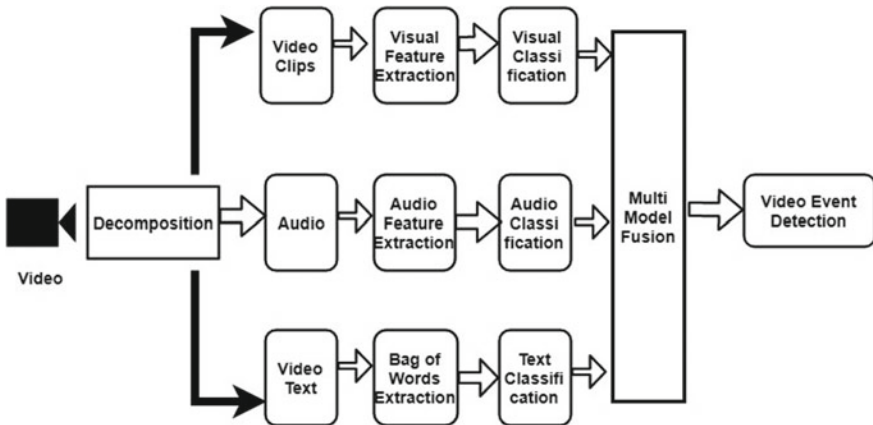 Video
Clips
Visual
Feature
Extraction
Visual
Classi
fication
Video
Decomposition
Audio
Audio
Feature
Extraction
Audio
Classi
fication
Multi
Model
Fusion
Video Event
Detection
Video
Text
Bag of
Words
Extraction
Text
Classifi
cation